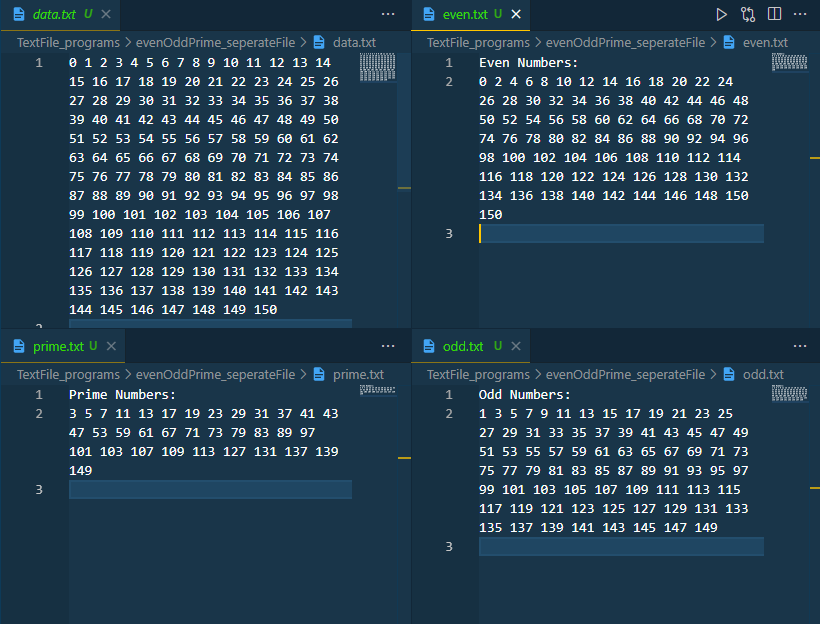 data.txt U
TextFile_programs > evenOddPrime_seperateFile > data.txt
1 0 1 2 3 4 5 6 7 8 9 10 11 12 13 14
15 16 17 18 19 20 21 22 23 24 25 26
27 28 29 30 31 32 33 34 35 36 37 38
39 40 41 42 43 44 45 46 47 48 49 50
51 52 53 54 55 56 57 58 59 60 61 62
63 64 65 66 67 68 69 70 71 72 73 74
75 76 77 78 79 80 81 82 83 84 85 86
87 88 89 90 91 92 93 94 95 96 97 98
99 100 101 102 103 104 105 106 107
108 109 110 111 112 113 114 115 116
117 118 119 120 121 122 123 124 125
126 127 128 129 130 131 132 133 134
135 136 137 138 139 140 141 142 143
144 145 146 147 148 149 150
2
even.txt U
TextFile_programs > evenOddPrime_seperateFile > even.txt
1 Even Numbers:
2 0 2 4 6 8 10 12 14 16 18 20 22 24
26 28 30 32 34 36 38 40 42 44 46 48
50 52 54 56 58 60 62 64 66 68 70 72
74 76 78 80 82 84 86 88 90 92 94 96
98 100 102 104 106 108 110 112 114
116 118 120 122 124 126 128 130 132
134 136 138 140 142 144 146 148 150
150
3
prime.txt U
TextFile_programs > evenOddPrime_seperateFile > prime.txt
1 Prime Numbers:
2 3 5 7 11 13 17 19 23 29 31 37 41 43
47 53 59 61 67 71 73 79 83 89 97
101 103 107 109 113 127 131 137 139
149
3
odd.txt U
TextFile_programs > evenOddPrime_seperateFile > odd.txt
1 Odd Numbers:
2 1 3 5 7 9 11 13 15 17 19 21 23 25
27 29 31 33 35 37 39 41 43 45 47 49
51 53 55 57 59 61 63 65 67 69 71 73
75 77 79 81 83 85 87 89 91 93 95 97
99 101 103 105 107 109 111 113 115
117 119 121 123 125 127 129 131 133
135 137 139 141 143 145 147 149
3